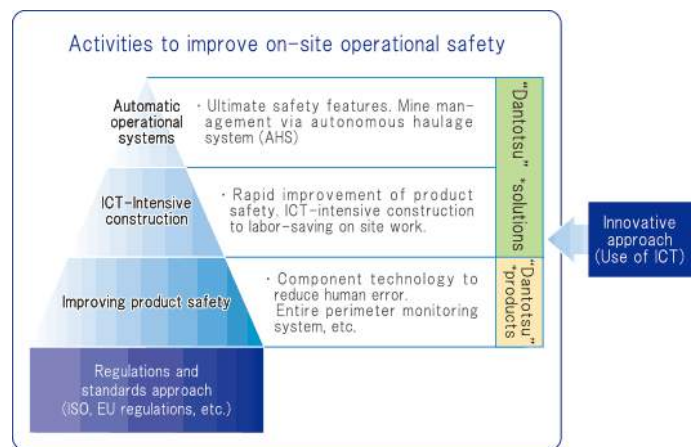 Activities to improve on-site operational safety
Automatic
operational
systems
・Ultimate safety features. Mine man-
agement via autonomous haulage
system (AHS)
ICT-Intensive
construction
・Rapid improvement of product
safety. ICT-intensive construction
to labor-saving on site work.
Improving product safety
・Component technology to
reduce human error.
Entire perimeter monitoring
system, etc.
Regulations and
standards approach
(ISO, EU regulations, etc.)
“Dantotsu” *solutions
“Dantotsu”
*products
Innovative
approach
(Use of ICT)